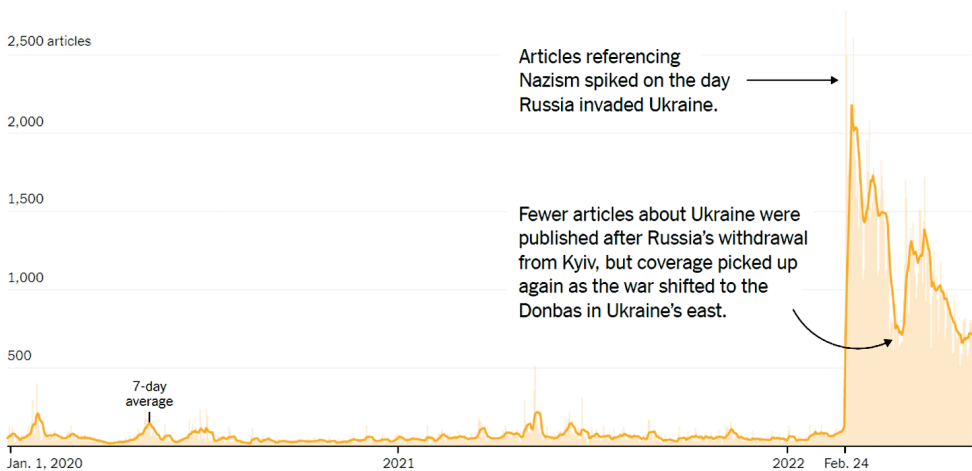 2,500 articles
Articles referencing
Nazism spiked on the day
Russia invaded Ukraine.
2,000
1,500
Fewer articles about Ukraine were
published after Russia’s withdrawal
from Kyiv, but coverage picked up
again as the war shifted to the
Donbas in Ukraine’s east.
1,000
500
7-day
average
Jan. 1, 2020
2021
2022
Feb. 24